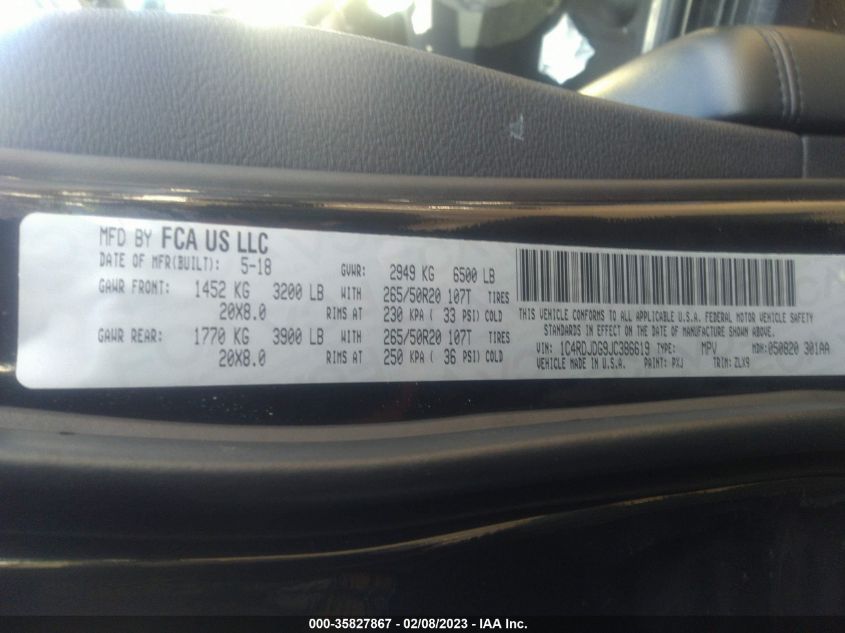 MFD BY FCA US LLC
DATE OF MFR(BUILT): 5-18 GVWR: 2949 KG 6500 LB
GAWR FRONT: 1452 KG 3200 LB WITH 265/50R20 107T TIRES
20X8.0 RIMS AT 230 KPA ( 33 PSI) COLD
GAWR REAR: 1770 KG 3900 LB WITH 265/50R20 107T TIRES
20X8.0 RIMS AT 250 KPA ( 36 PSI) COLD
THIS VEHICLE CONFORMS TO ALL APPLICABLE U.S.A. FEDERAL MOTOR VEHICLE SAFETY
STANDARDS IN EFFECT ON THE DATE OF MANUFACTURE SHOWN ABOVE.
VIN: 1C4RDJDG9JC386619 TYPE: MPV MDH: 050820 301AA
VEHICLE MADE IN U.S.A. PAINT: PXJ TRIM: ZLX9
000-35827867 - 02/08/2023 - IAA Inc.